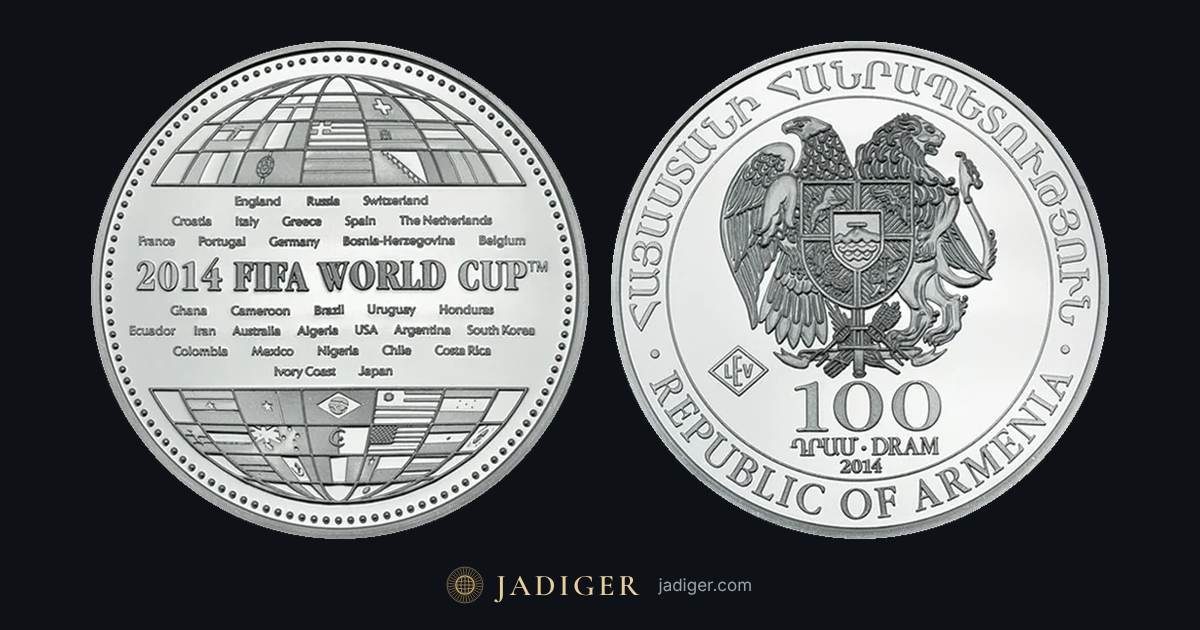 England Russia Switzerland
Croatia Italy Greece Spain The Netherlands
France Portugal Germany Bosnia-Herzegovina Belgium
2014 FIFA WORLD CUP™
Ghana Cameroon Brazil Uruguay Honduras
Ecuador Iran Australia Algeria USA Argentina South Korea
Colombia Mexico Nigeria Chile Costa Rica
Ivory Coast Japan
ՀԱՅԱՍՏԱՆԻ ՀԱՆՐԱՊԵՏՈՒԹՅՈՒՆ
LEV
100
ԴՐԱՄ · DRAM
2014
· REPUBLIC OF ARMENIA ·
JADIGER jadiger.com